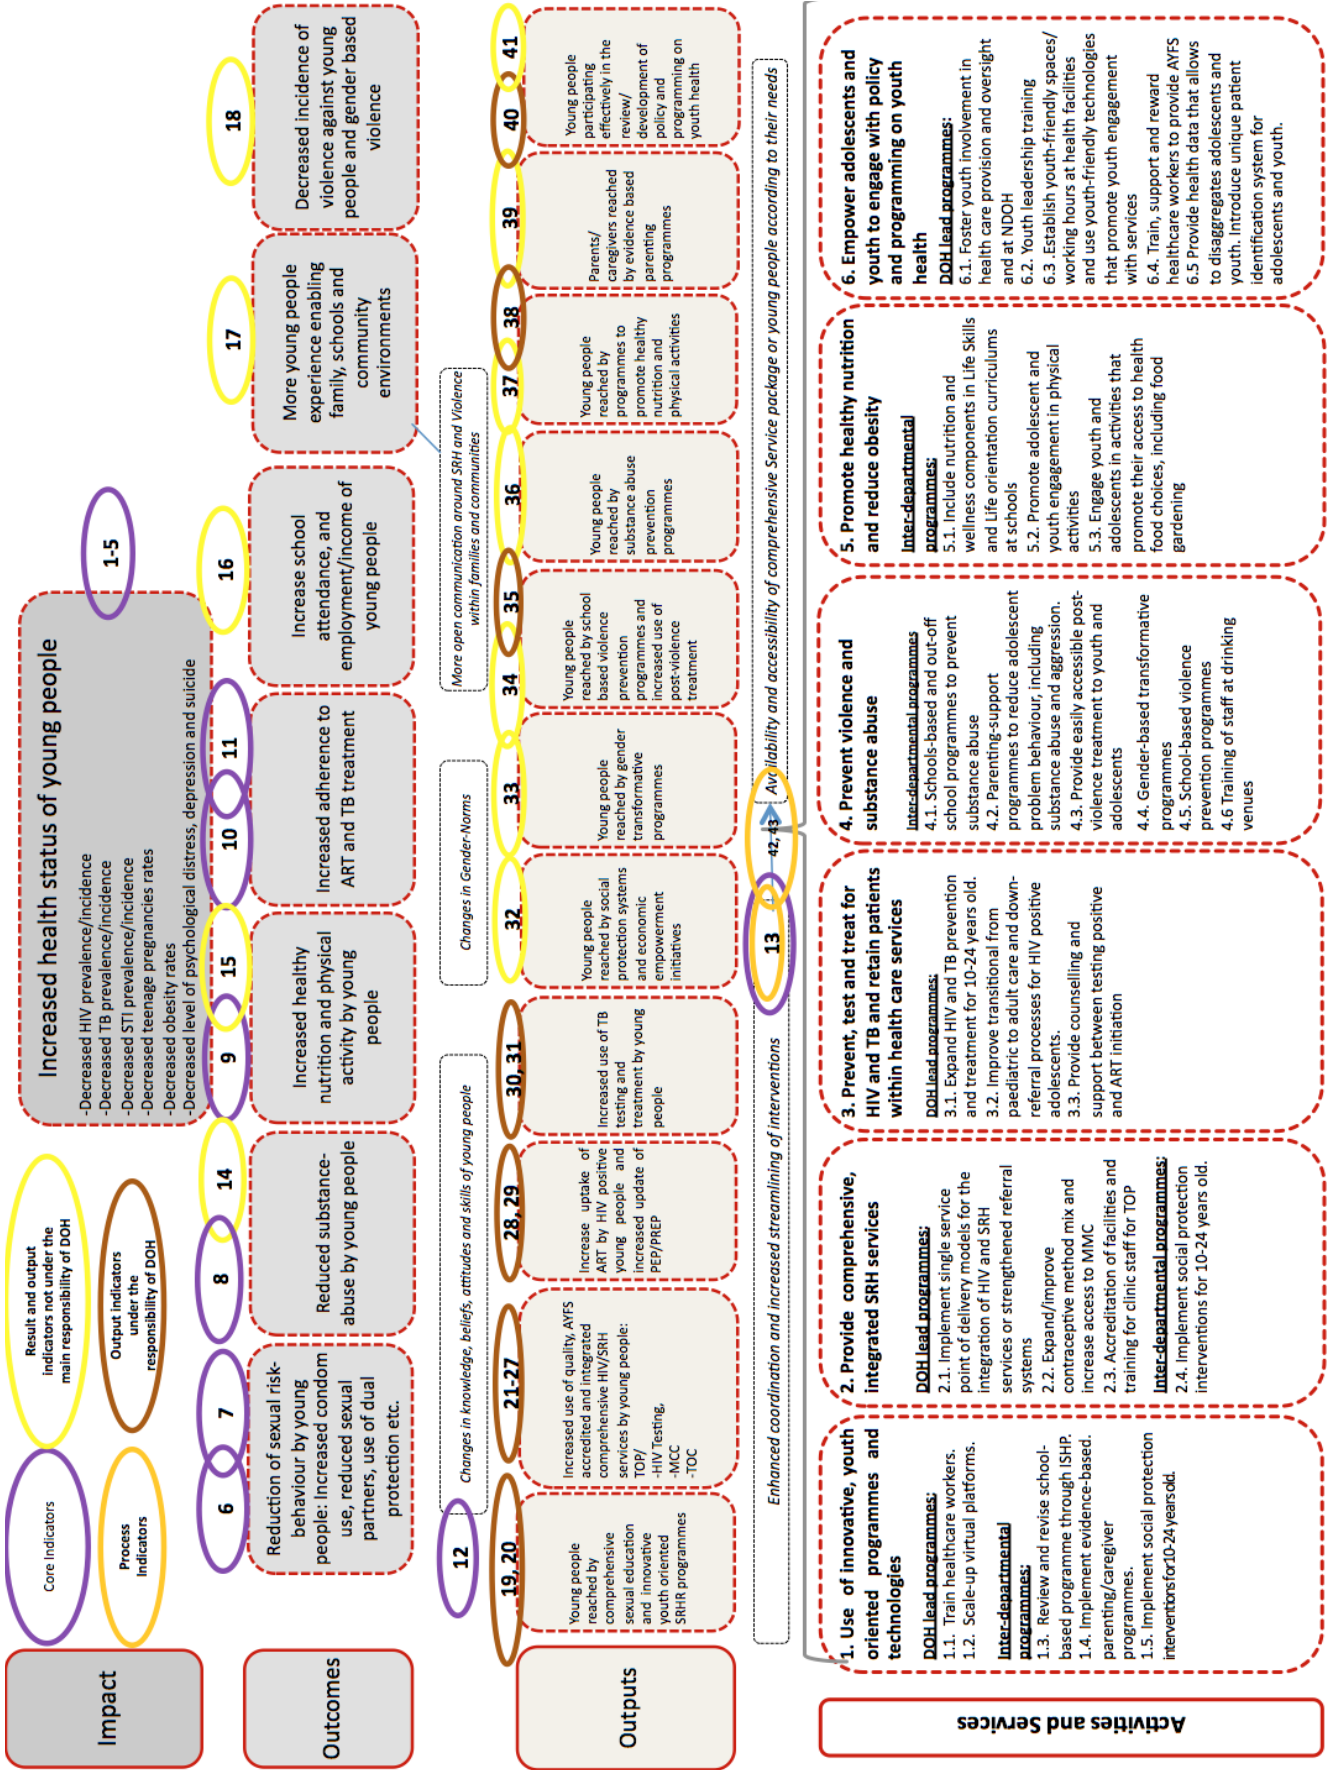 Impact
Core Indicators
Result and output
indicators not under the
main responsibility of DOH
Process
Indicators
Output indicators
under the
responsibility of DOH
Increased health status of young people
-Decreased HIV prevalence/incidence
-Decreased TB prevalence/incidence
-Decreased STI prevalence/incidence
-Decreased teenage pregnancies rates
-Decreased obesity rates
-Decreased level of psychological distress, depression and suicide
1-5
Outcomes
6
7
Reduction of sexual risk-
behaviour by young
people: Increased condom
use, reduced sexual
partners, use of dual
protection etc.
8
14
Reduced substance-
abuse by young people
9
15
Increased healthy
nutrition and physical
activity by young
people
10
11
Increased adherence to
ART and TB treatment
16
Increase school
attendance, and
employment/income of
young people
17
More young people
experience enabling
family, schools and
community
environments
18
Decreased incidence of
violence against young
people and gender based
violence
12
Changes in knowledge, beliefs, attitudes and skills of young people
Changes in Gender-Norms
More open communication around SRH and Violence
within families and communities
Outputs
19, 20
Young people
reached by
comprehensive
sexual education
and innovative
youth oriented
SRHR programmes
21-27
Increased use of quality, AYFS
accredited and integrated
comprehensive HIV/SRH
services by young people:
TOP/
-HIV Testing,
-MCC
-TOC
28, 29
Increase uptake of
ART by HIV positive
young people and
increased update of
PEP/PREP
30, 31
Increased use of TB
testing and
treatment by young
people
32
Young people
reached by social
protection systems
and economic
empowerment
initiatives
33
Young people
reached by gender
transformative
programmes
34
35
Young people
reached by school
based violence
prevention
programmes and
increased use of
post-violence
treatment
36
Young people
reached by
substance abuse
prevention
programmes
37
38
Young people
reached by
programmes to
promote healthy
nutrition and
physical activities
39
Parents/
caregivers reached
by evidence based
parenting
programmes
40
41
Young people
participating
effectively in the
review/
development of
policy and
programming on
youth health
Enhanced coordination and increased streamlining of interventions
13
42, 43
Availability and accessibility of comprehensive Service package or young people according to their needs
Activities and Services
1. Use of innovative, youth
oriented programmes and
technologies
DOH lead programmes:
1.1. Train healthcare workers.
1.2. Scale-up virtual platforms.
Inter-departmental
programmes:
1.3. Review and revise school-
based programme through ISHP.
1.4. Implement evidence-based.
parenting/caregiver
programmes.
1.5. Implement social protection
interventions for 10-24 years old.
2. Provide comprehensive,
integrated SRH services
DOH lead programmes:
2.1. Implement single service
point of delivery models for the
integration of HIV and SRH
services or strengthened referral
systems
2.2. Expand/improve
contraceptive method mix and
increase access to MMC
2.3. Accreditation of facilities and
training for clinic staff for TOP
Inter-departmental programmes:
2.4. Implement social protection
interventions for 10-24 years old.
3. Prevent, test and treat for
HIV and TB and retain patients
within health care services
DOH lead programmes:
3.1. Expand HIV and TB prevention
and treatment for 10-24 years old.
3.2. Improve transitional from
paediatric to adult care and down-
referral processes for HIV positive
adolescents.
3.3. Provide counselling and
support between testing positive
and ART initiation
4. Prevent violence and
substance abuse
Inter-departmental programmes
4.1. Schools-based and out-off
school programmes to prevent
substance abuse
4.2. Parenting-support
programmes to reduce adolescent
problem behaviour, including
substance abuse and aggression.
4.3. Provide easily accessible post-
violence treatment to youth and
adolescents
4.4. Gender-based transformative
programmes
4.5. School-based violence
prevention programmes
4.6 Training of staff at drinking
venues
5. Promote healthy nutrition
and reduce obesity
Inter-departmental
programmes:
5.1. Include nutrition and
wellness components in Life Skills
and Life orientation curriculums
at schools
5.2. Promote adolescent and
youth engagement in physical
activities
5.3. Engage youth and
adolescents in activities that
promote their access to health
food choices, including food
gardening
6. Empower adolescents and
youth to engage with policy
and programming on youth
health
DOH lead programmes:
6.1. Foster youth involvement in
health care provision and oversight
and at NDOH
6.2. Youth leadership training
6.3 .Establish youth-friendly spaces/
working hours at health facilities
and use youth-friendly technologies
that promote youth engagement
with services
6.4. Train, support and reward
healthcare workers to provide AYFS
6.5 Provide health data that allows
to disaggregates adolescents and
youth. Introduce unique patient
identification system for
adolescents and youth.